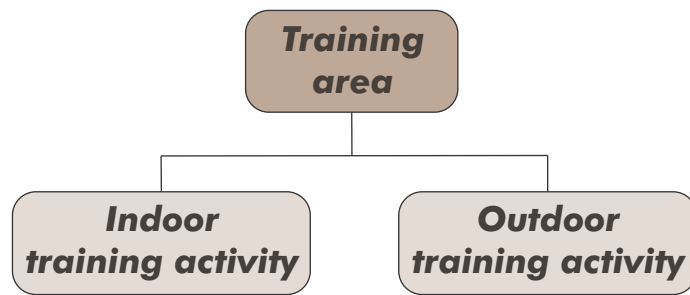 Training
area
Indoor
training activity
Outdoor
training activity